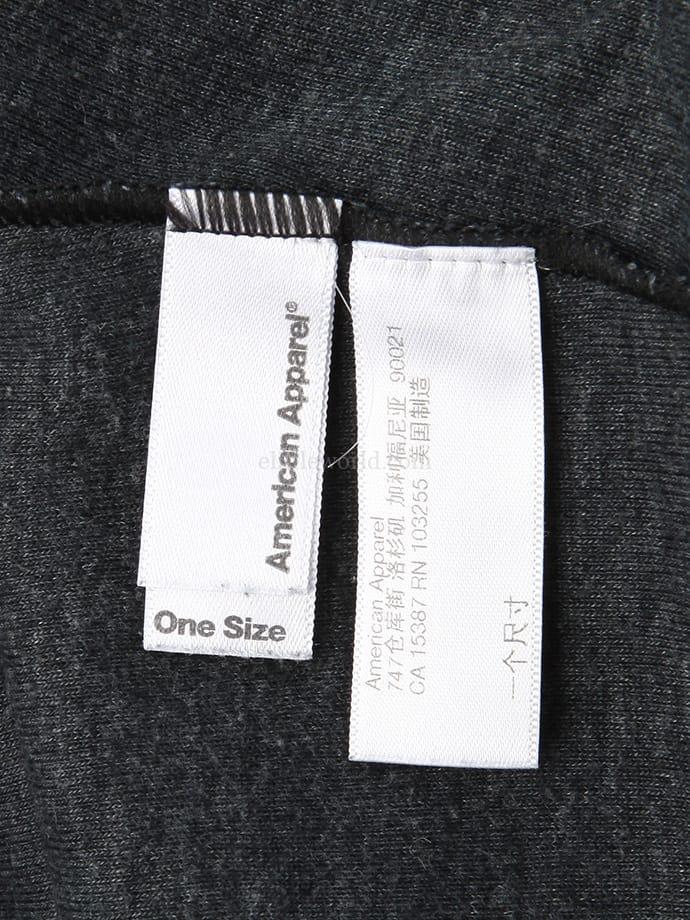 American Apparel®
One Size
American Apparel
747仓库街 洛杉矶 加利福尼亚 90021
CA 15387 RN 103255 美国制造
一个尺寸